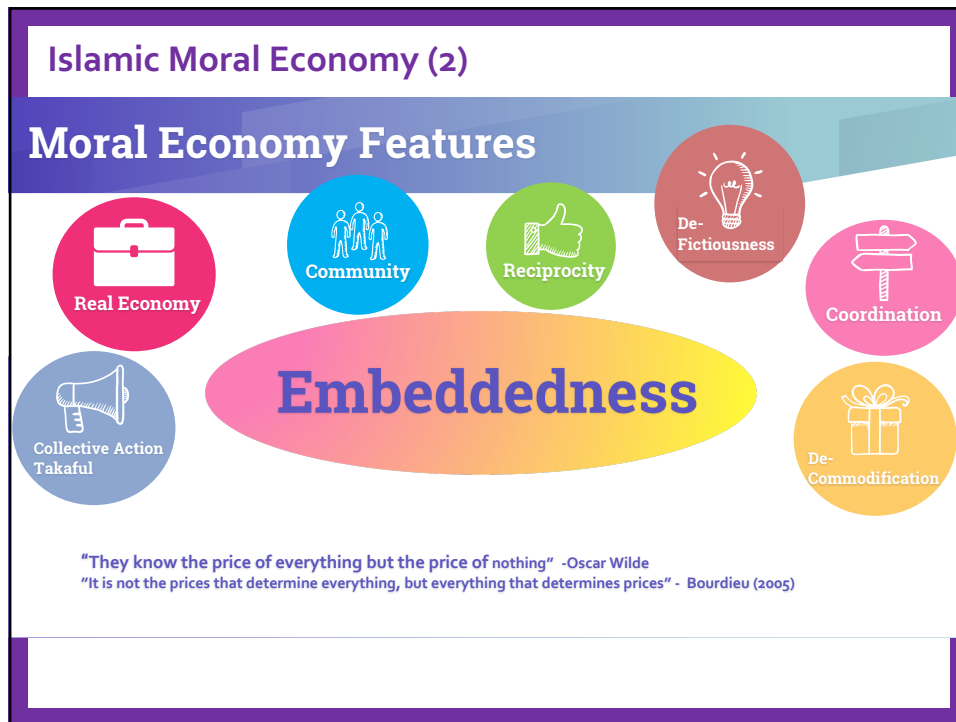 Islamic Moral Economy (2)
Moral Economy Features
Real Economy
Community
Reciprocity
De-
Fictiousness
Coordination
Collective Action
Takaful
Embeddedness
De-
Commodification
“They know the price of everything but the price of nothing” -Oscar Wilde
“It is not the prices that determine everything, but everything that determines prices” - Bourdieu (2005)